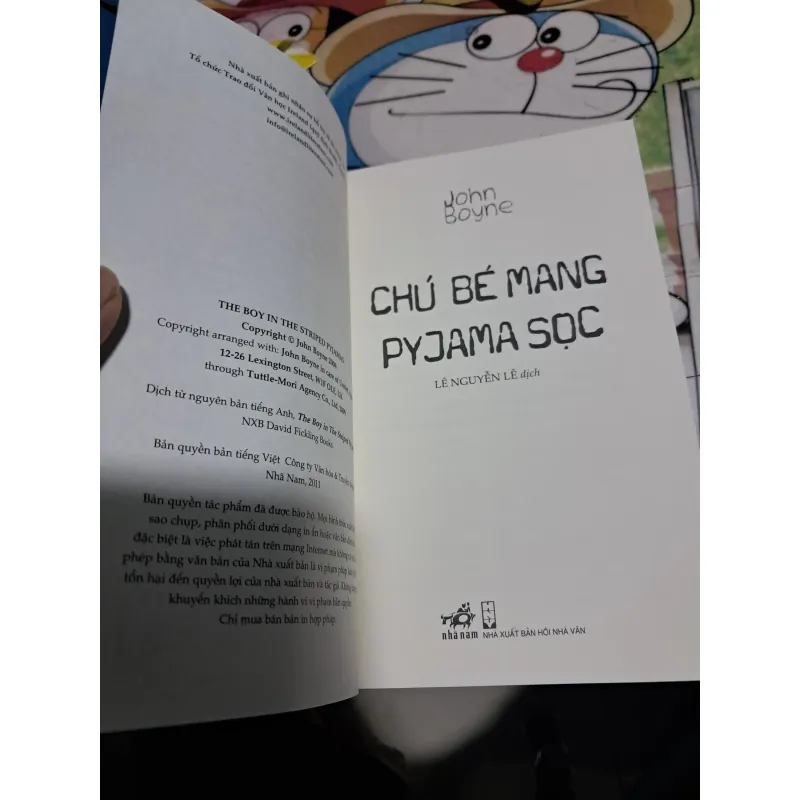 Nhà xuất bản ghi nhận sự hỗ trợ
Tổ chức Trao đổi Văn học Ireland
www.irelandliterature.com
info@irelandliterature.com
THE BOY IN THE STRIPED PYJAMAS
Copyright © John Boyne 2006
Copyright arranged with: John Boyne in care of
12-26 Lexington Street, W1F OLE, UK
through Tuttle-Mori Agency Co., Ltd.
Dịch từ nguyên bản tiếng Anh, The Boy in The Striped
NXB David Fickling Books.
Bản quyền bản tiếng Việt Công ty Văn hóa & Truyền thông
Nhã Nam, 2011
Bản quyền tác phẩm đã được bảo hộ. Mọi hình thức
sao chụp, phân phối dưới dạng in ấn hoặc văn bản
đặc biệt là việc phát tán trên mạng Internet mà không
phép bằng văn bản của Nhà xuất bản là vi phạm pháp luật
tổn hại đến quyền lợi của nhà xuất bản và tác giả. Không
khuyến khích những hành vi vi phạm bản quyền.
Chỉ mua bán bản in hợp pháp.
John
Boyne
CHÚ BÉ MANG
PYJAMA SỌC
LÊ NGUYỄN LÊ dịch
nhã nam NHÀ XUẤT BẢN HỘI NHÀ VĂN